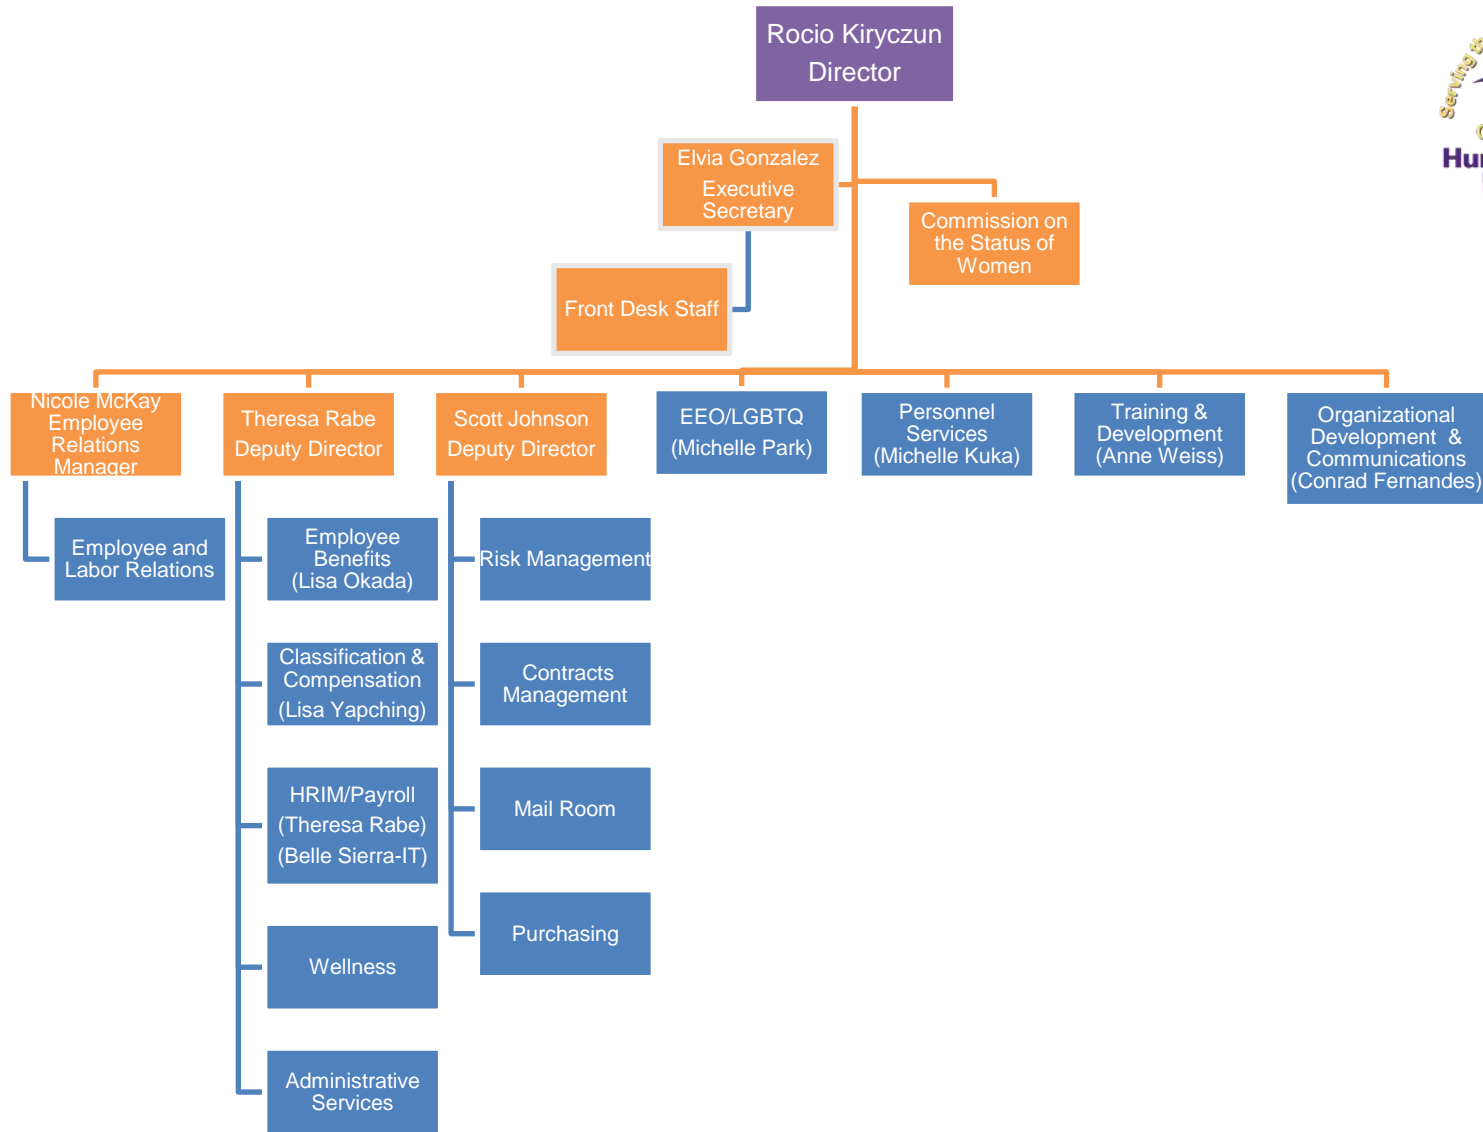 Rocio Kiryczun
Director
Serving
Elvia Gonzalez
Executive
Secretary
Commission on
the Status of
Women
Front Desk Staff
Nicole McKay
Employee
Relations
Manager
Theresa Rabe
Deputy Director
Scott Johnson
Deputy Director
EEO/LGBTQ
(Michelle Park)
Personnel
Services
(Michelle Kuka)
Training &
Development
(Anne Weiss)
Organizational
Development &
Communications
(Conrad Fernandes)
Employee and
Labor Relations
Employee
Benefits
(Lisa Okada)
Risk Management
Classification &
Compensation
(Lisa Yapching)
Contracts
Management
HRIM/Payroll
(Theresa Rabe)
(Belle Sierra-IT)
Mail Room
Wellness
Purchasing
Administrative
Services